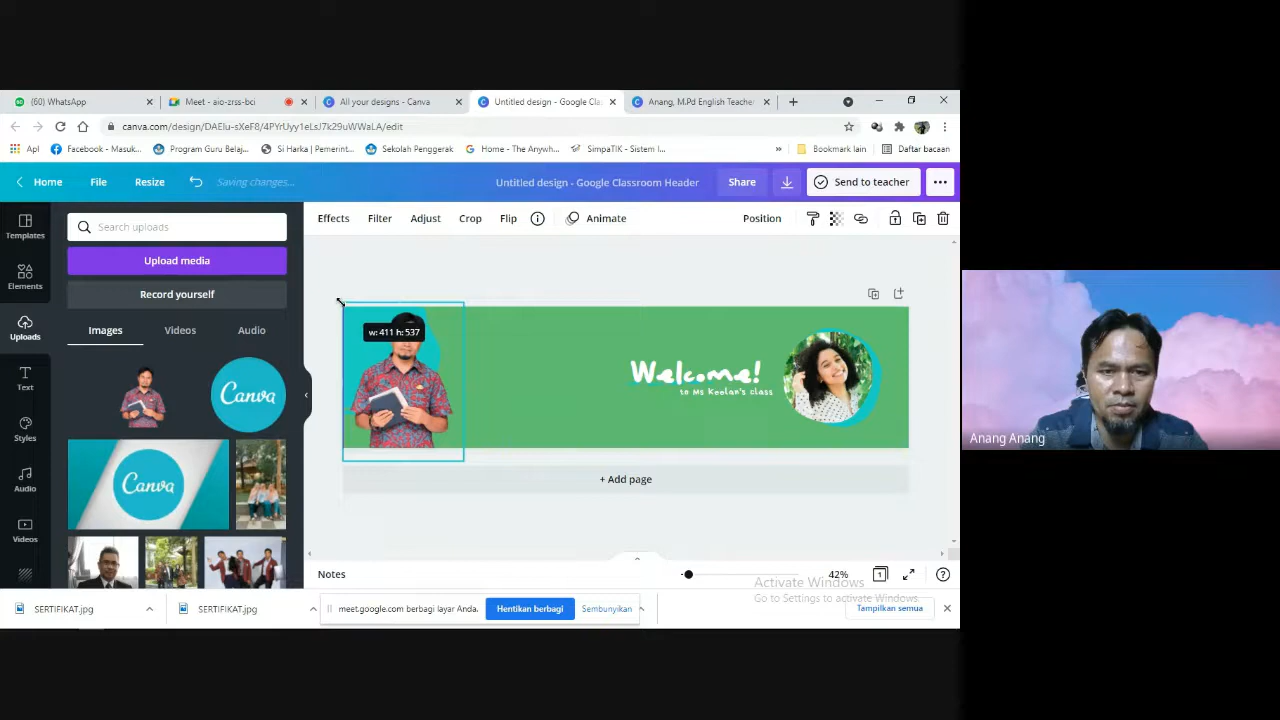 (60) WhatsApp
Meet - aio-zrss-bci
All your designs - Canva
Untitled design - Google Cla
Anang, M.Pd English Teache
canva.com/design/DAElu-sXeF8/4PYrUyy1eLsJ7k29uWWaLA/edit
Apl
Facebook - Masuk...
Program Guru Belaj...
Si Harka | Pemerint...
Sekolah Penggerak
Home - The Anywh...
SimpaTIK - Sistem I...
»
Bookmark lain
Daftar bacaan
Home
File
Resize
Saving changes...
Untitled design - Google Classroom Header
Share
Send to teacher
Templates
Elements
Uploads
Text
Styles
Audio
Videos
Search uploads
Upload media
Record yourself
Images
Videos
Audio
Canva
Canva
Effects
Filter
Adjust
Crop
Flip
Animate
Position
w: 411 h: 537
Welcome!
to Ms Keelan's class
+ Add page
Notes
42%
1
Activate Windows
Go to Settings to activate Windows.
SERTIFIKAT.jpg
SERTIFIKAT.jpg
meet.google.com berbagi layar Anda.
Hentikan berbagi
Sembunyikan
Tampilkan semua
Anang Anang